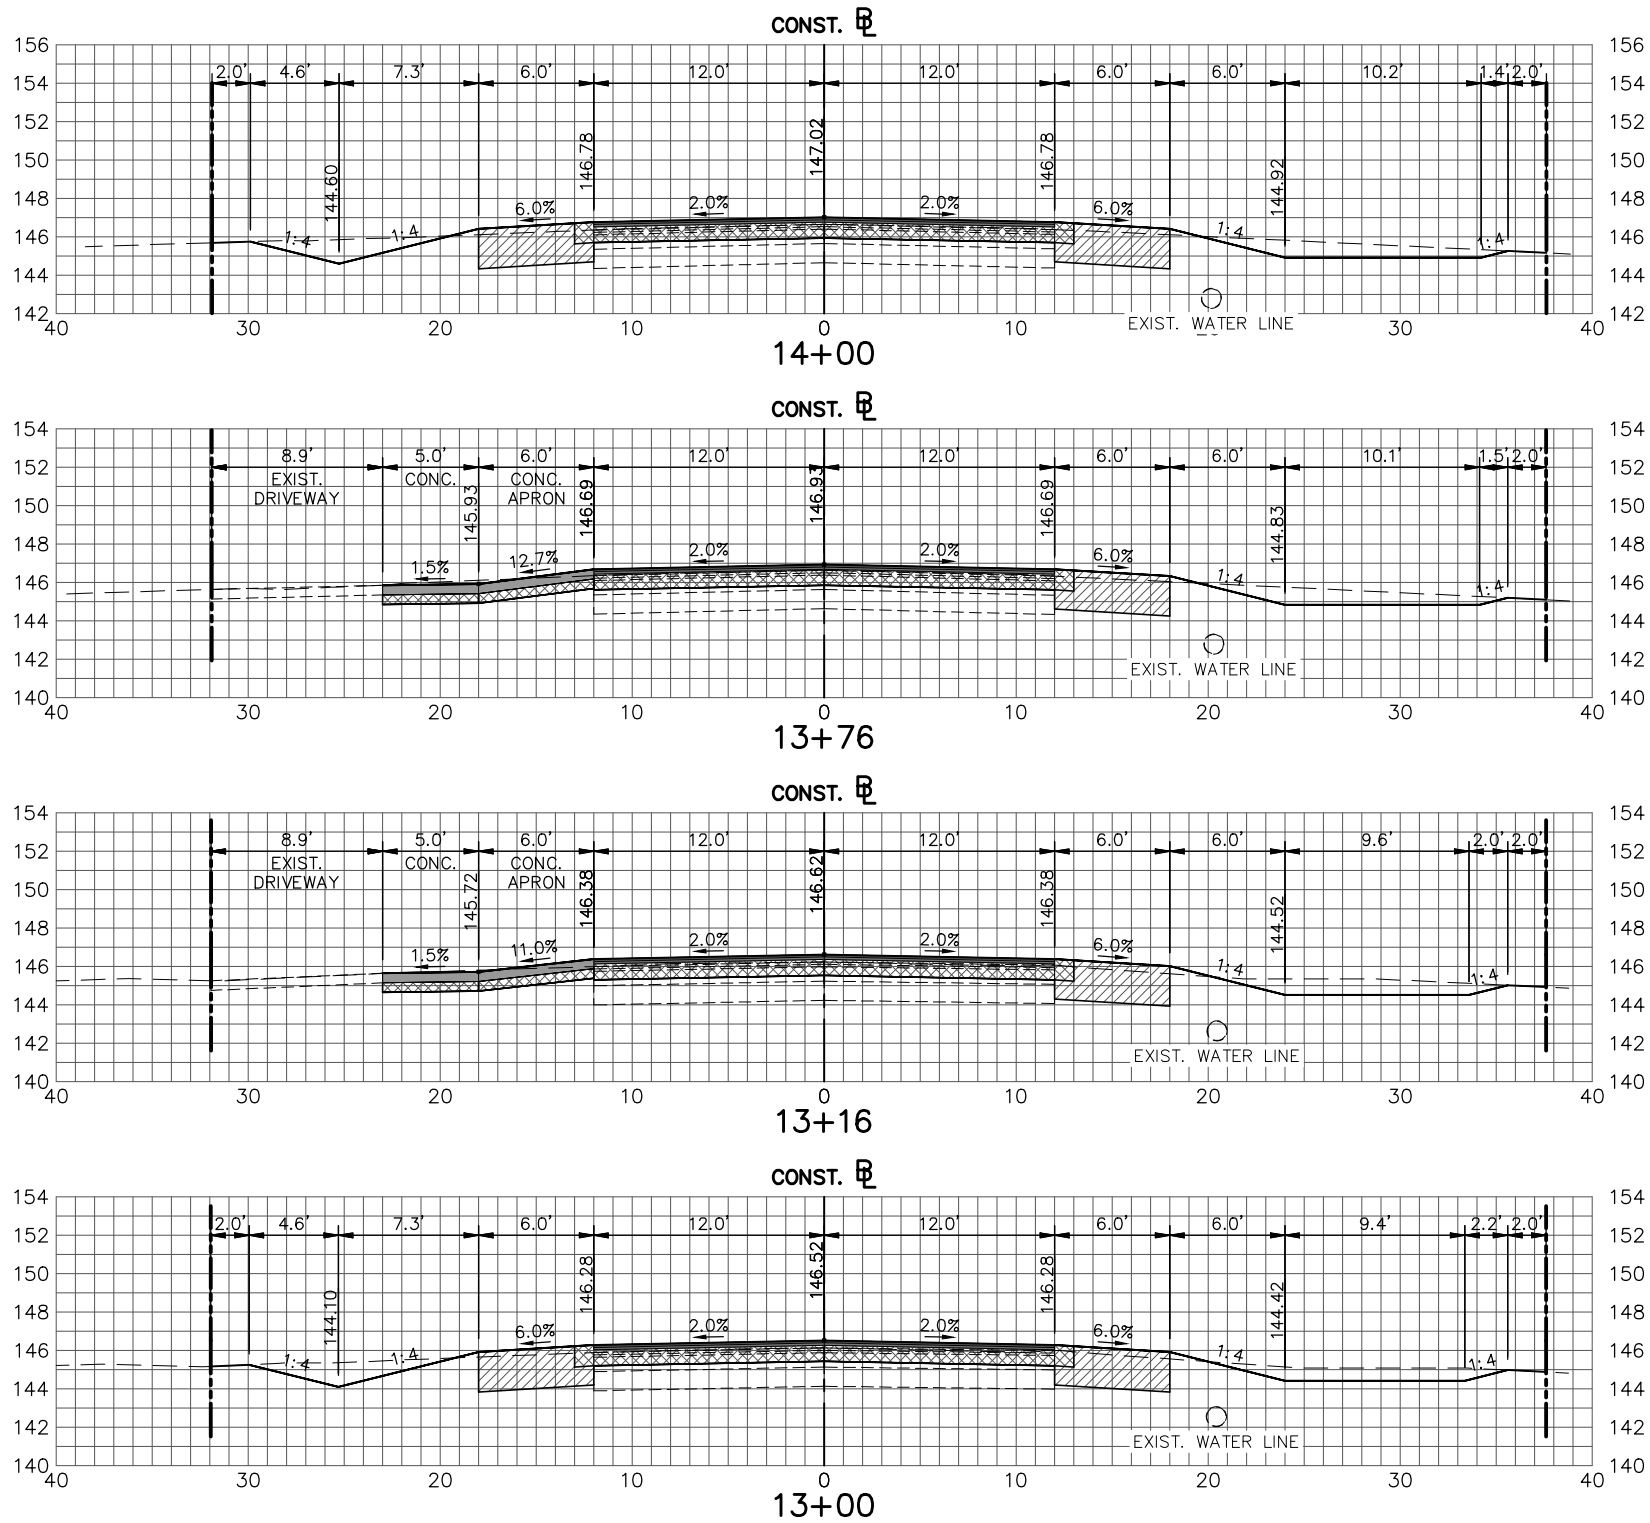 CONST. BL
156 156
2.0' 4.6' 7.3' 6.0' 12.0' 12.0' 6.0' 6.0' 10.2' 1.4' 2.0'
154 154
152 152
144.60 146.78 147.02 146.78 144.92
150 150
148 148
6.0% 2.0% 2.0% 6.0%
146 1:4 1:4 1:4 1:4 146
144 144
142 142
EXIST. WATER LINE
40 30 20 10 0 10 30 40
14+00
CONST. BL
154 154
8.9' 5.0' 6.0' 12.0' 12.0' 6.0' 6.0' 10.1' 1.5' 2.0'
152 152
EXIST. CONC. CONC.
DRIVEWAY APRON
145.93 146.69 146.93 146.69 144.83
150 150
148 148
1.5% 12.7% 2.0% 2.0% 6.0%
146 1:4 1:4 146
144 144
142 142
EXIST. WATER LINE
140 140
40 30 20 10 0 10 20 30 40
13+76
CONST. BL
154 154
8.9' 5.0' 6.0' 12.0' 12.0' 6.0' 6.0' 9.6' 2.0' 2.0'
152 152
EXIST. CONC. CONC.
DRIVEWAY APRON
145.72 146.38 146.62 146.38 144.52
150 150
148 148
1.5% 11.0% 2.0% 2.0% 6.0%
146 1:4 1:4 146
144 144
142 142
EXIST. WATER LINE
140 140
40 30 20 10 0 10 20 30 40
13+16
CONST. BL
154 154
2.0' 4.6' 7.3' 6.0' 12.0' 12.0' 6.0' 6.0' 9.4' 2.2' 2.0'
152 152
144.10 146.28 146.52 146.28 144.42
150 150
148 148
6.0% 2.0% 2.0% 6.0%
146 1:4 1:4 1:4 1:4 146
144 144
142 142
EXIST. WATER LINE
140 140
40 30 20 10 0 10 20 30 40
13+00